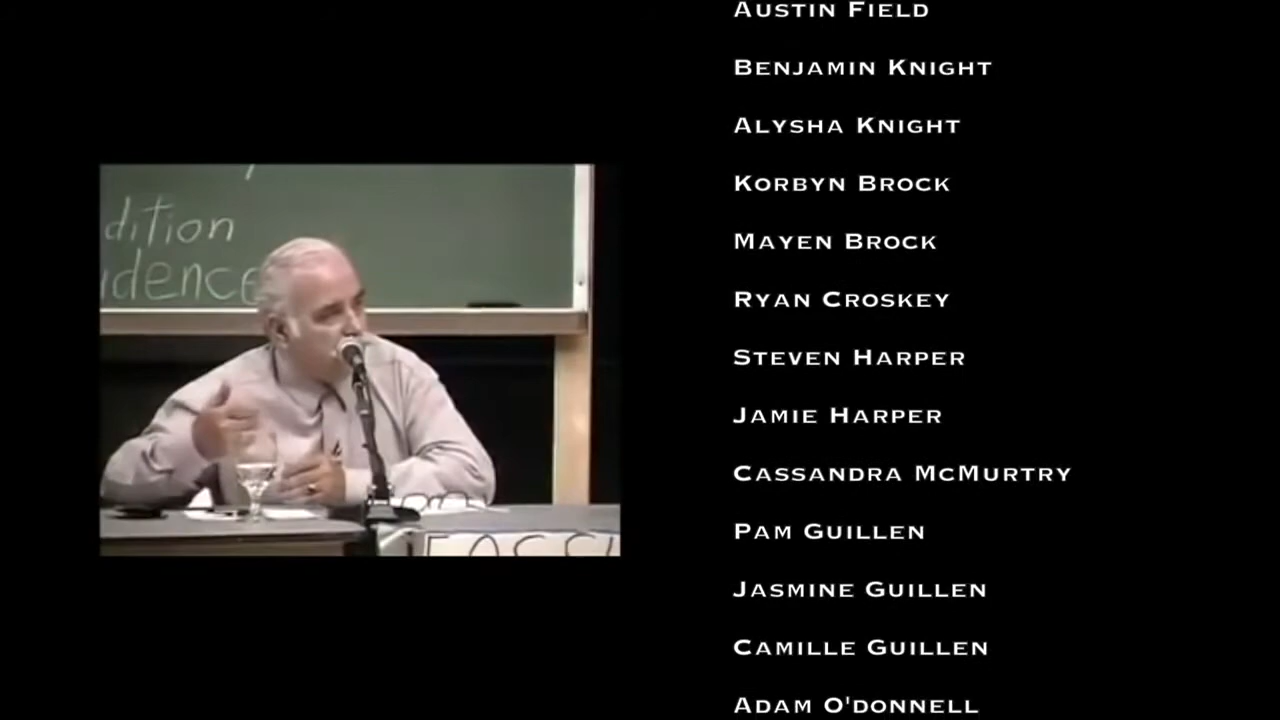 dition
idence
FOSSI
AUSTIN FIELD
BENJAMIN KNIGHT
ALYSHA KNIGHT
KORBYN BROCK
MAYEN BROCK
RYAN CROSKEY
STEVEN HARPER
JAMIE HARPER
CASSANDRA MCMURTRY
PAM GUILLEN
JASMINE GUILLEN
CAMILLE GUILLEN
ADAM O'DONNELL